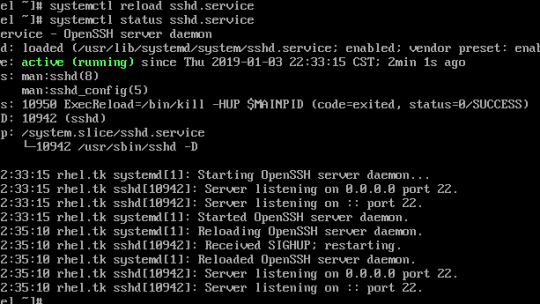 el ~]# systemctl reload sshd.service
el ~]# systemctl status sshd.service
ervice - OpenSSH server daemon
d: loaded (/usr/lib/systemd/system/sshd.service; enabled; vendor preset: enab
e: active (running) since Thu 2019-01-03 22:33:15 CST; 2min 1s ago
s: man:sshd(8)
man:sshd_config(5)
s: 10950 ExecReload=/bin/kill -HUP $MAINPID (code=exited, status=0/SUCCESS)
D: 10942 (sshd)
p: /system.slice/sshd.service
└─10942 /usr/sbin/sshd -D
2:33:15 rhel.tk systemd[1]: Starting OpenSSH server daemon...
2:33:15 rhel.tk sshd[10942]: Server listening on 0.0.0.0 port 22.
2:33:15 rhel.tk sshd[10942]: Server listening on :: port 22.
2:33:15 rhel.tk systemd[1]: Started OpenSSH server daemon.
2:35:10 rhel.tk systemd[1]: Reloading OpenSSH server daemon.
2:35:10 rhel.tk sshd[10942]: Received SIGHUP; restarting.
2:35:10 rhel.tk systemd[1]: Reloaded OpenSSH server daemon.
2:35:10 rhel.tk sshd[10942]: Server listening on 0.0.0.0 port 22.
2:35:10 rhel.tk sshd[10942]: Server listening on :: port 22.
el ~]#